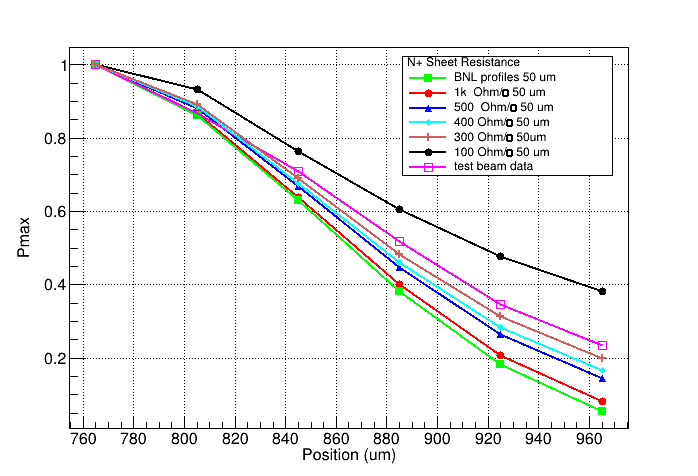 N+ Sheet Resistance
BNL profiles 50 um
1k Ohm/□ 50 um
500 Ohm/□ 50 um
400 Ohm/□ 50 um
300 Ohm/□ 50um
100 Ohm/□ 50 um
test beam data
Pmax
1
0.8
0.6
0.4
0.2
760 780 800 820 840 860 880 900 920 940 960
Position (um)